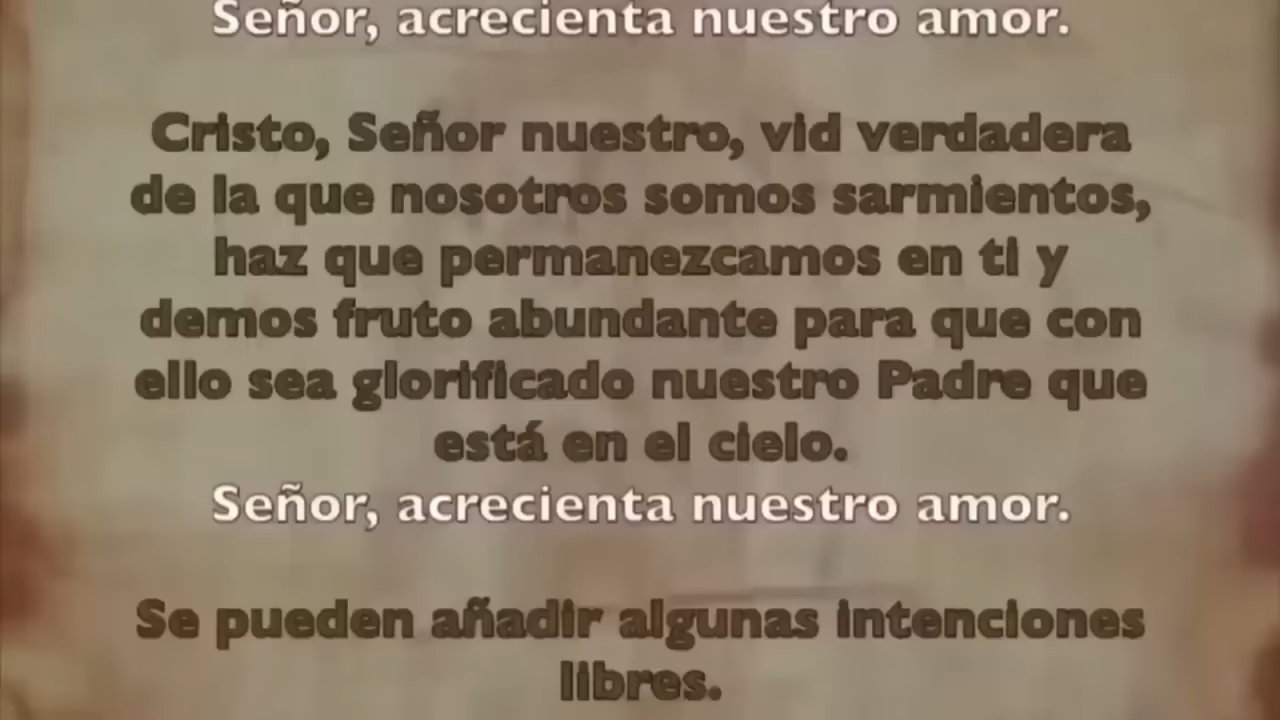 Señor, acrecienta nuestro amor.
Cristo, Señor nuestro, vid verdadera
de la que nosotros somos sarmientos,
haz que permanezcamos en ti y
demos fruto abundante para que con
ello sea glorificado nuestro Padre que
está en el cielo.
Señor, acrecienta nuestro amor.
Se pueden añadir algunas intenciones
libres.